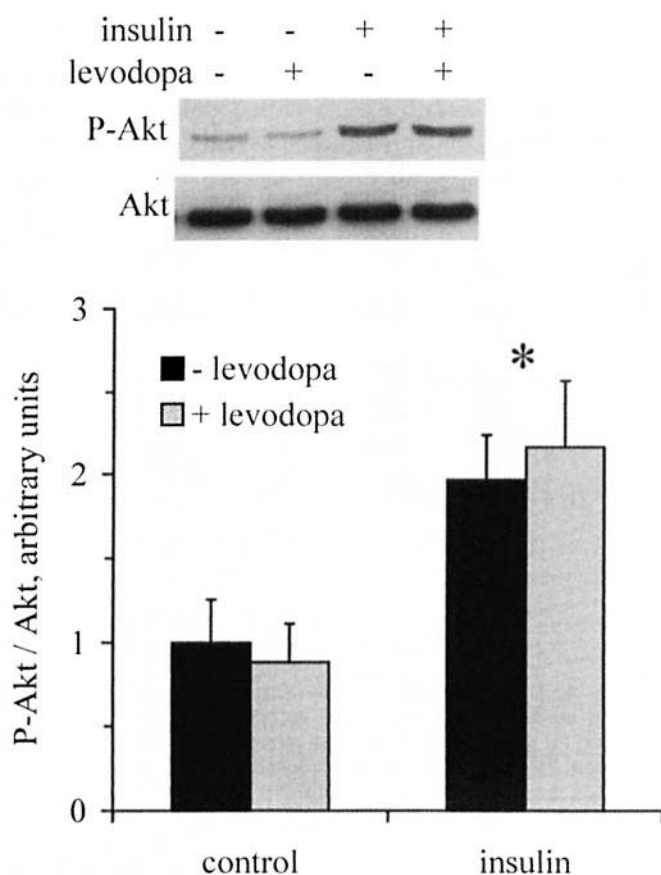 insulin - - + +
levodopa - + - +
P-Akt
Akt
3
*
- levodopa
+ levodopa
2
P-Akt / Akt, arbitrary units
1
0
control insulin